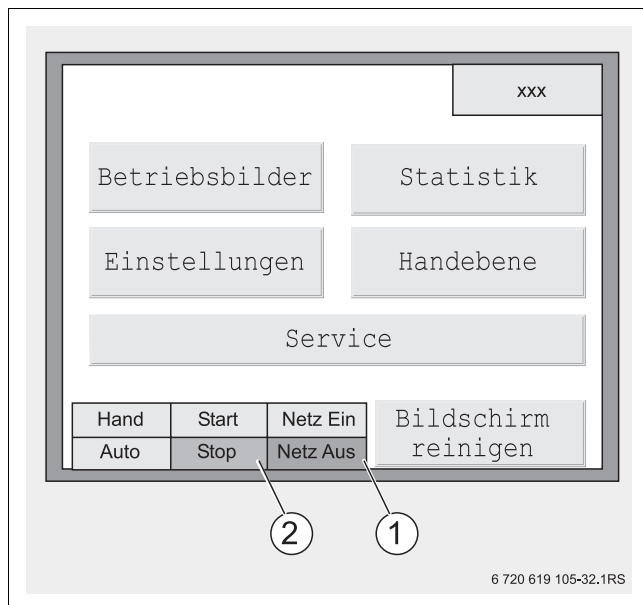 xxx
Betriebsbilder Statistik
Einstellungen Handebene
Service
Hand Start Netz Ein
Auto Stop Netz Aus
Bildschirm
reinigen
2 1
6 720 619 105-32.1RS